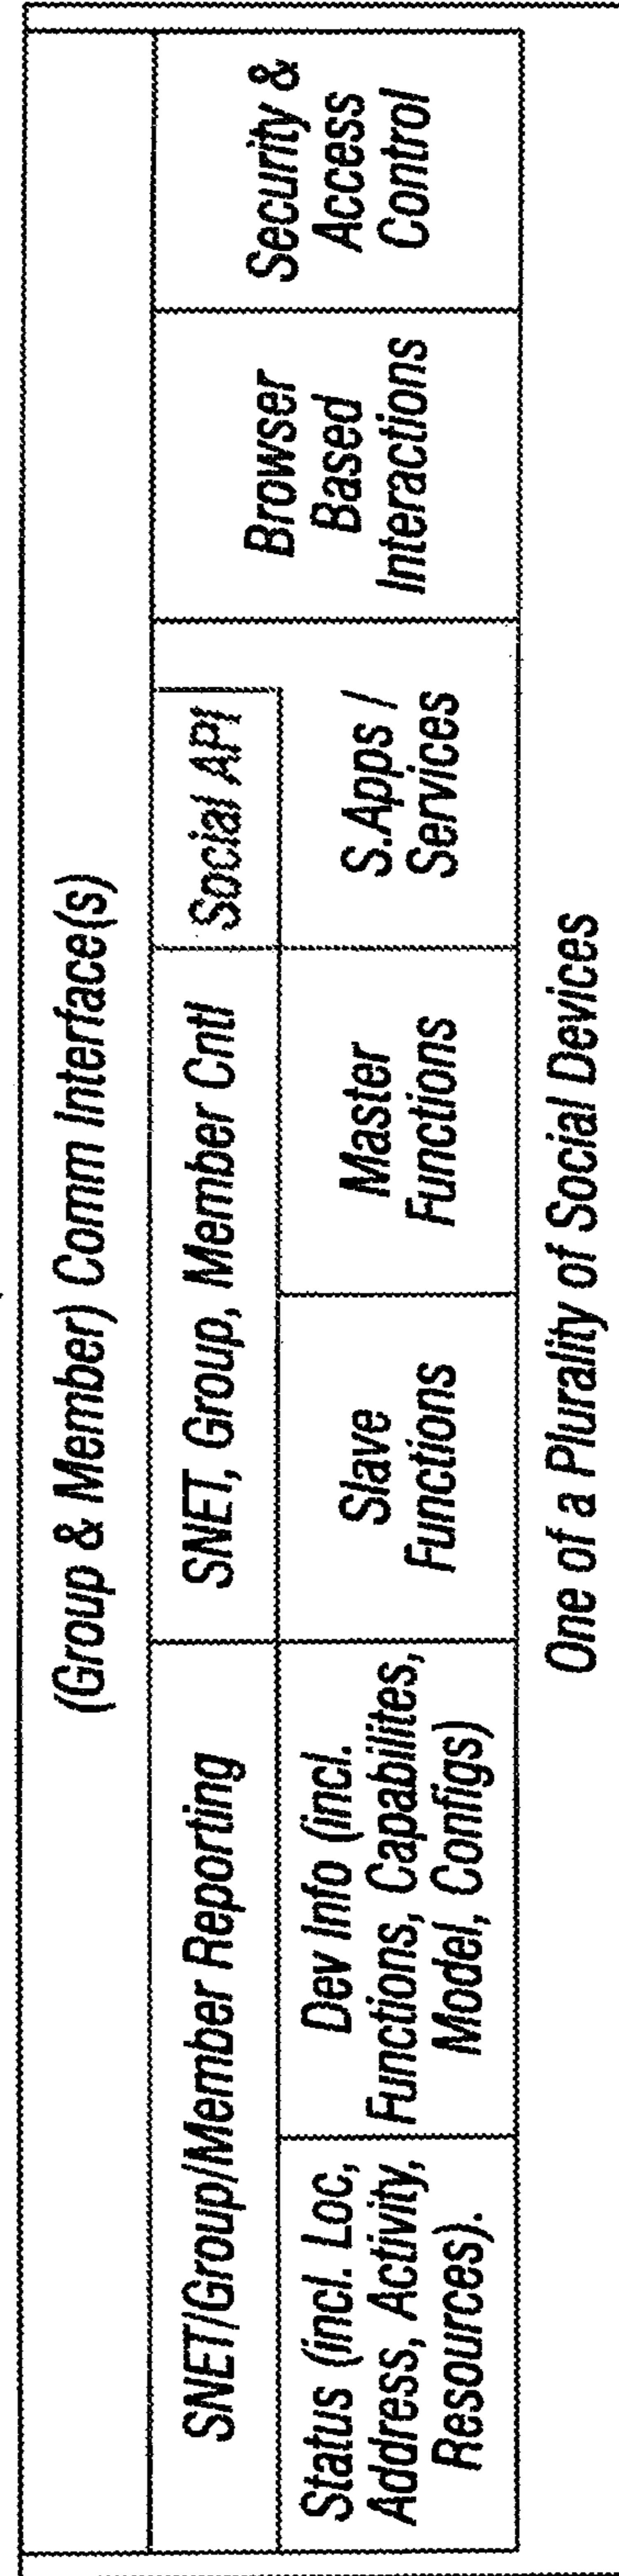 (Group & Member) Comm Interface(s)
SNET/Group/Member Reporting
Status (incl. Loc,
Address, Activity,
Resources).
Dev Info (incl.
Functions, Capabilites,
Model, Configs)
SNET, Group, Member Cntl
Slave
Functions
Master
Functions
Social API
S.Apps /
Services
Browser
Based
Interactions
Security &
Access
Control
One of a Plurality of Social Devices